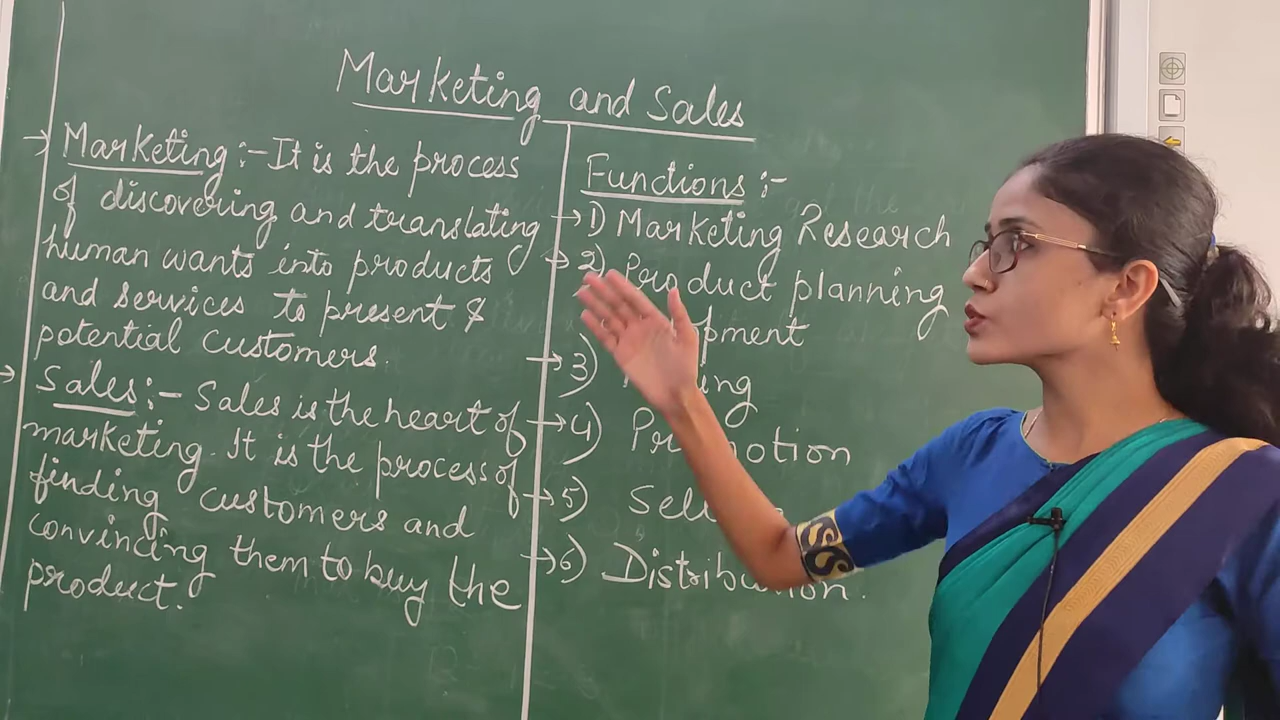 Marketing and Sales
→ Marketing :- It is the process
of discovering and translating
human wants into products
and services to present &
potential customers.
→ Sales :- Sales is the heart of
marketing. It is the process of
finding customers and
convincing them to buy the
product.
Functions :-
→ 1) Marketing Research
→ 2) Product planning
→ 3)
→ 4) Promotion
→ 5)
→ 6) Distribution.